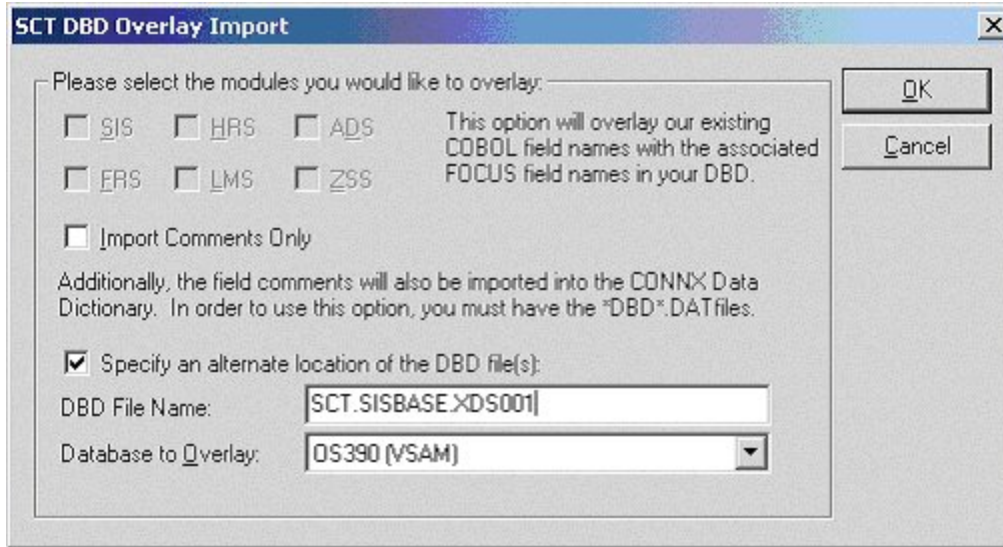 SCT DBD Overlay Import
Please select the modules you would like to overlay:
SIS HRS ADS
FRS LMS ZSS
This option will overlay our existing
COBOL field names with the associated
FOCUS field names in your DBD.
OK
Cancel
Import Comments Only
Additionally, the field comments will also be imported into the CONNX Data
Dictionary. In order to use this option, you must have the *DBD*.DATfiles.
Specify an alternate location of the DBD file(s):
DBD File Name: SCT.SISBASE.XDS001
Database to Overlay: OS390 (VSAM)